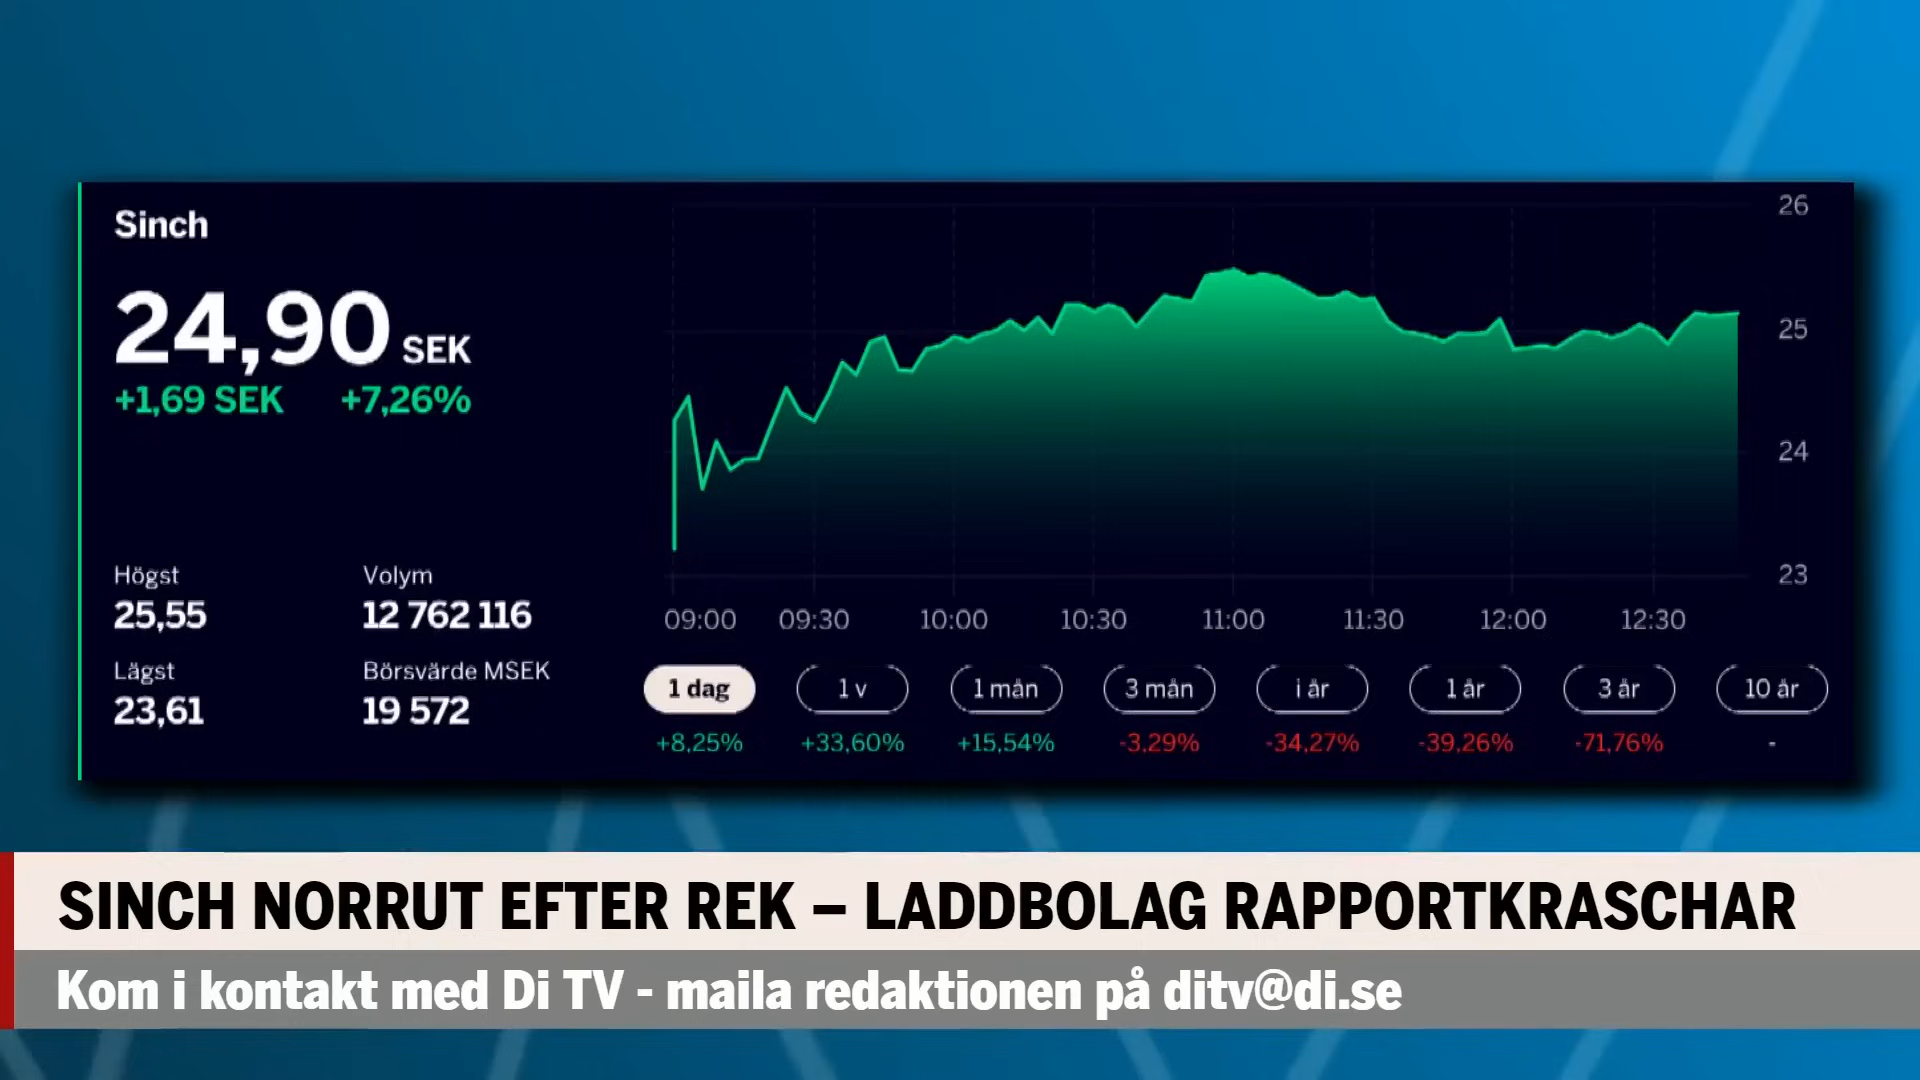 Sinch
24,90 SEK
+1,69 SEK +7,26%
Högst Volym
25,55 12 762 116
Lägst Börsvärde MSEK
23,61 19 572
26
25
24
23
09:00 09:30 10:00 10:30 11:00 11:30 12:00 12:30
1 dag 1 v 1 mån 3 mån i år 1 år 3 år 10 år
+8,25% +33,60% +15,54% -3,29% -34,27% -39,26% -71,76% -
SINCH NORRUT EFTER REK – LADDBOLAG RAPPORTKRASCHAR
Kom i kontakt med Di TV - maila redaktionen på ditv@di.se